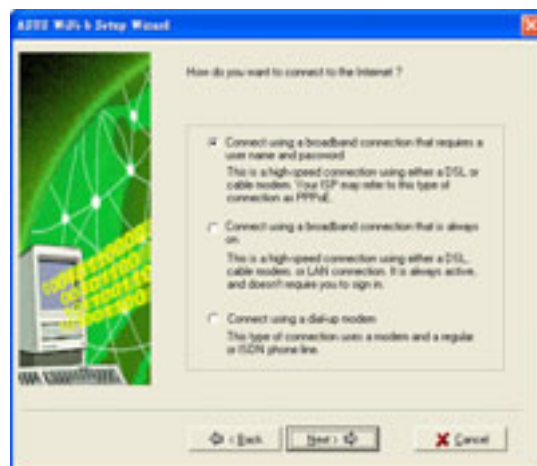 ASUS WiFi-b Setup Wizard
How do you want to connect to the Internet ?
Connect using a broadband connection that requires a
user name and password
This is a high-speed connection using either a DSL or
cable modem. Your ISP may refer to this type of
connection as PPPoE.
Connect using a broadband connection that is always
on
This is a high-speed connection using either a DSL,
cable modem, or LAN connection. It is always active,
and doesn't require you to sign in.
Connect using a dial-up modem
This type of connection uses a modem and a regular
or ISDN phone line.
< Back
Next >
Cancel